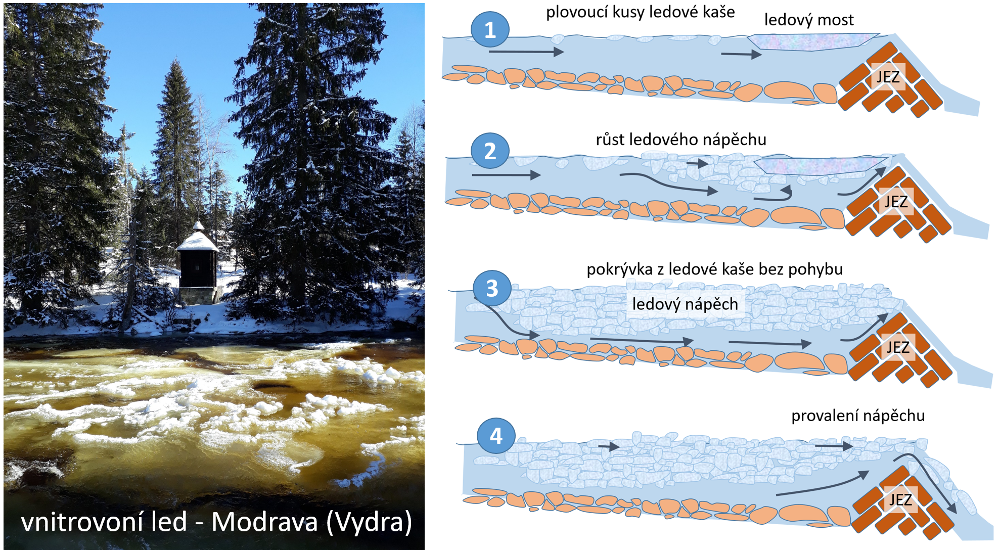 vnitrovoní led - Modrava (Vydra)
1
plovoucí kusy ledové kaše
ledový most
JEZ
2
růst ledového nápěchu
JEZ
3
pokrývka z ledové kaše bez pohybu
ledový nápěch
JEZ
4
provalení nápěchu
JEZ